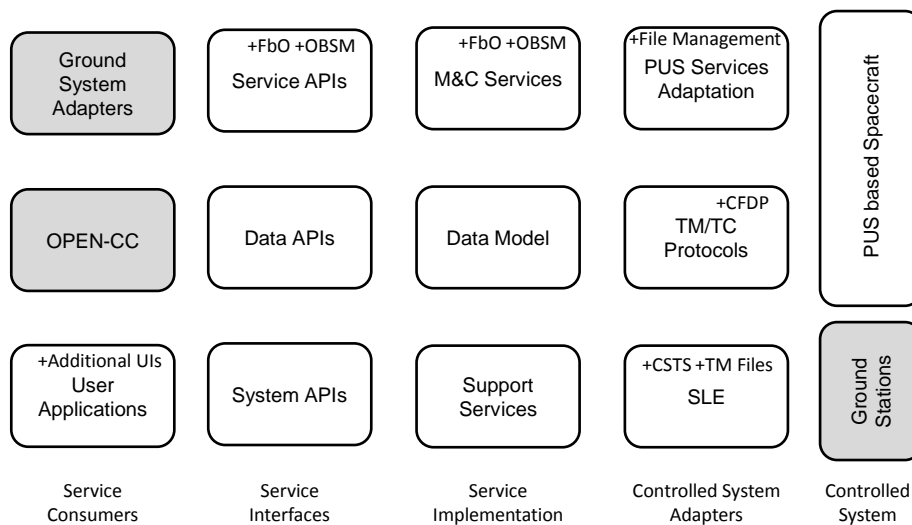 Ground
System
Adapters
+FbO +OBSM
Service APIs
+FbO +OBSM
M&C Services
+File Management
PUS Services
Adaptation
PUS based Spacecraft
OPEN-CC
Data APIs
Data Model
+CFDP
TM/TC
Protocols
+Additional UIs
User
Applications
System APIs
Support
Services
+CSTS +TM Files
SLE
Ground
Stations
Service
Consumers
Service
Interfaces
Service
Implementation
Controlled System
Adapters
Controlled
System